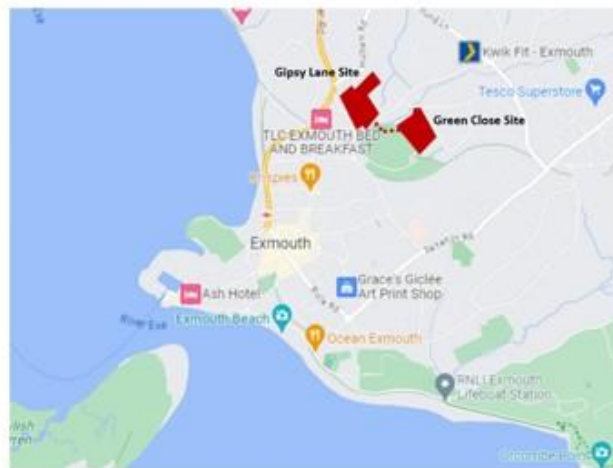 Kwik Fit - Exmouth
Gipsy Lane Site
Tesco Superstore
Green Close Site
TLC EXMOUTH BED
AND BREAKFAST
Exmouth
Grace's Giclée
Art Print Shop
Ash Hotel
River Exe
Exmouth Beach
Ocean Exmouth
RNLI Exmouth
Lifeboat Station